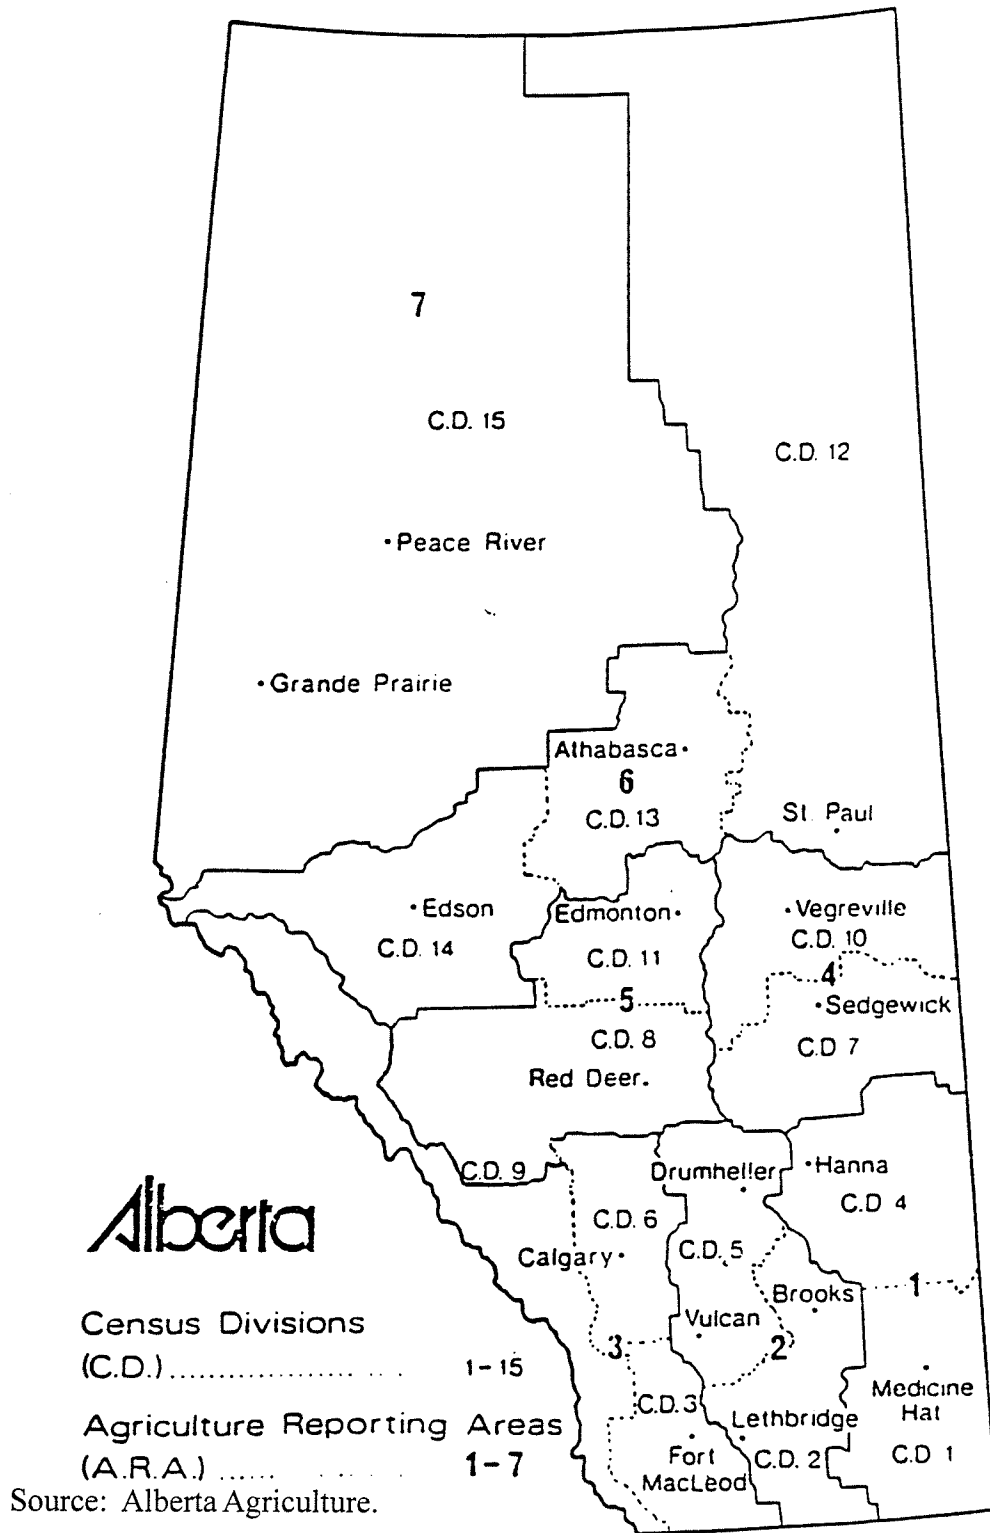 7
C.D. 15
C.D. 12
Peace River
Grande Prairie
Athabasca
6
C.D. 13
St. Paul
Edson
Edmonton
Vegreville
C.D. 14
C.D. 10
C.D. 11
4
5
Sedgewick
C.D. 8
C.D 7
Red Deer
C.D. 9
Drumheller
Hanna
C.D. 6
C.D 4
Calgary
C.D. 5
1
Brooks
Vulcan
3
2
C.D. 3
Medicine
Hat
Lethbridge
Fort
MacLeod
C.D. 2
C.D 1
Alberta
Census Divisions
(C.D.).................... 1-15
Agriculture Reporting Areas
(A.R.A.) ...... .... .... 1-7
Source: Alberta Agriculture.